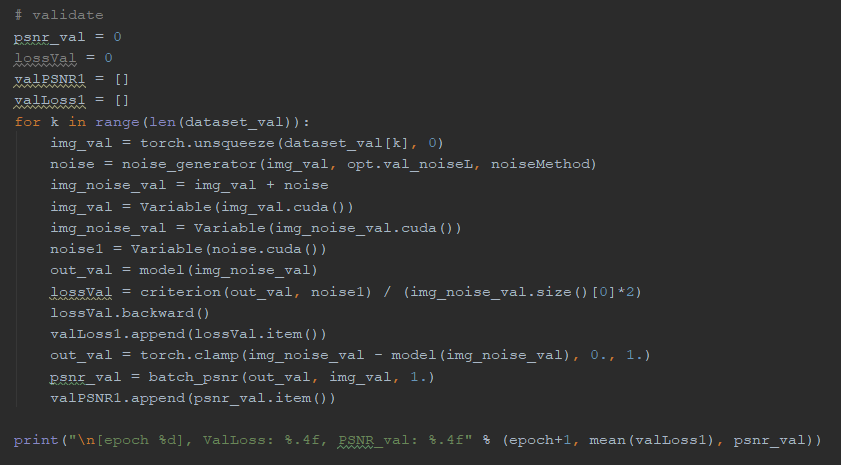 # validate
psnr_val = 0
lossVal = 0
valPSNR1 = []
valLoss1 = []
for k in range(len(dataset_val)):
    img_val = torch.unsqueeze(dataset_val[k], 0)
    noise = noise_generator(img_val, opt.val_noiseL, noiseMethod)
    img_noise_val = img_val + noise
    img_val = Variable(img_val.cuda())
    img_noise_val = Variable(img_noise_val.cuda())
    noise1 = Variable(noise.cuda())
    out_val = model(img_noise_val)
    lossVal = criterion(out_val, noise1) / (img_noise_val.size()[0]*2)
    lossVal.backward()
    valLoss1.append(lossVal.item())
    out_val = torch.clamp(img_noise_val - model(img_noise_val), 0., 1.)
    psnr_val = batch_psnr(out_val, img_val, 1.)
    valPSNR1.append(psnr_val.item())
print("\n[epoch %d], ValLoss: %.4f, PSNR_val: %.4f" % (epoch+1, mean(valLoss1), psnr_val))